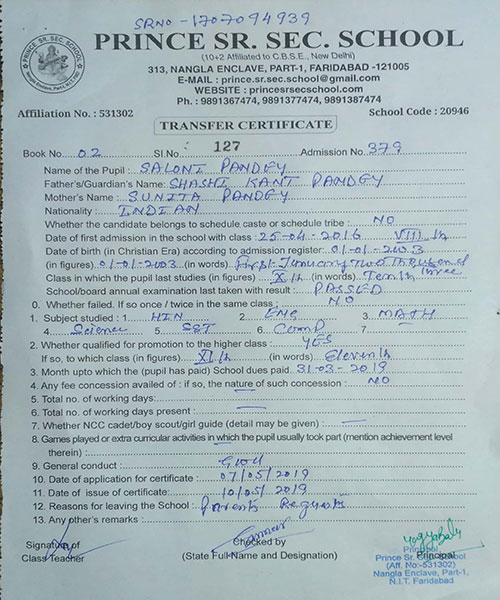 SR NO - 1707094939
PRINCE SR. SEC. SCHOOL
(10+2 Affiliated to C.B.S.E., New Delhi)
313, NANGLA ENCLAVE, PART-1, FARIDABAD -121005
E-MAIL : prince.sr.sec.school@gmail.com
WEBSITE : princesrsecschool.com
Ph. : 9891367474, 9891377474, 9891387474
Affiliation No. : 531302 School Code : 20946
TRANSFER CERTIFICATE
Book No. 02 Sl No. 127 Admission No. 379
Name of the Pupil : SALONI PANDEY
Father's/Guardian's Name: SHASHI KANT PANDEY
Mother's Name : SUNITA PANDEY
Nationality : INDIAN
Whether the candidate belongs to schedule caste or schedule tribe : NO
Date of first admission in the school with class : 25-04-2016 VIII th
Date of birth (in Christian Era) according to admission register. 01-01-2003
(in figures) 01-01-2003 (in words) First January two thousand three
Class in which the pupil last studies (in figures) X th (in words) Tenth
School/board annual examination last taken with result : PASSED
0. Whether failed. If so once / twice in the same class : NO
1. Subject studied : 1. HIN 2. ENG 3. MATH
4. Science 5. SST 6. Comp 7. —
2. Whether qualified for promotion to the higher class : YES
If so, to which class (in figures) XI th (in words) Eleventh
3. Month upto which the (pupil has paid) School dues paid. 31-03-2019
4. Any fee concession availed of : if so, the nature of such concession : NO
5. Total no. of working days: —
6. Total no. of working days present : —
7. Whether NCC cadet/boy scout/girl guide (detail may be given) : —
8. Games played or extra curricular activities in which the pupil usually took part (mention achievement level
therein) :
9. General conduct : Good
10. Date of application for certificate : 07/05/2019
11. Date of issue of certificate: 10/05/2019
12. Reasons for leaving the School : Parents Requests
13. Any other's remarks :
Signature of
Class Teacher
Checked by
(State Full-Name and Designation)
Principal
Principal
Prince Sr. Sec. School
(Aff. No:-531302)
Nangla Enclave, Part-1,
N.I.T. Faridabad